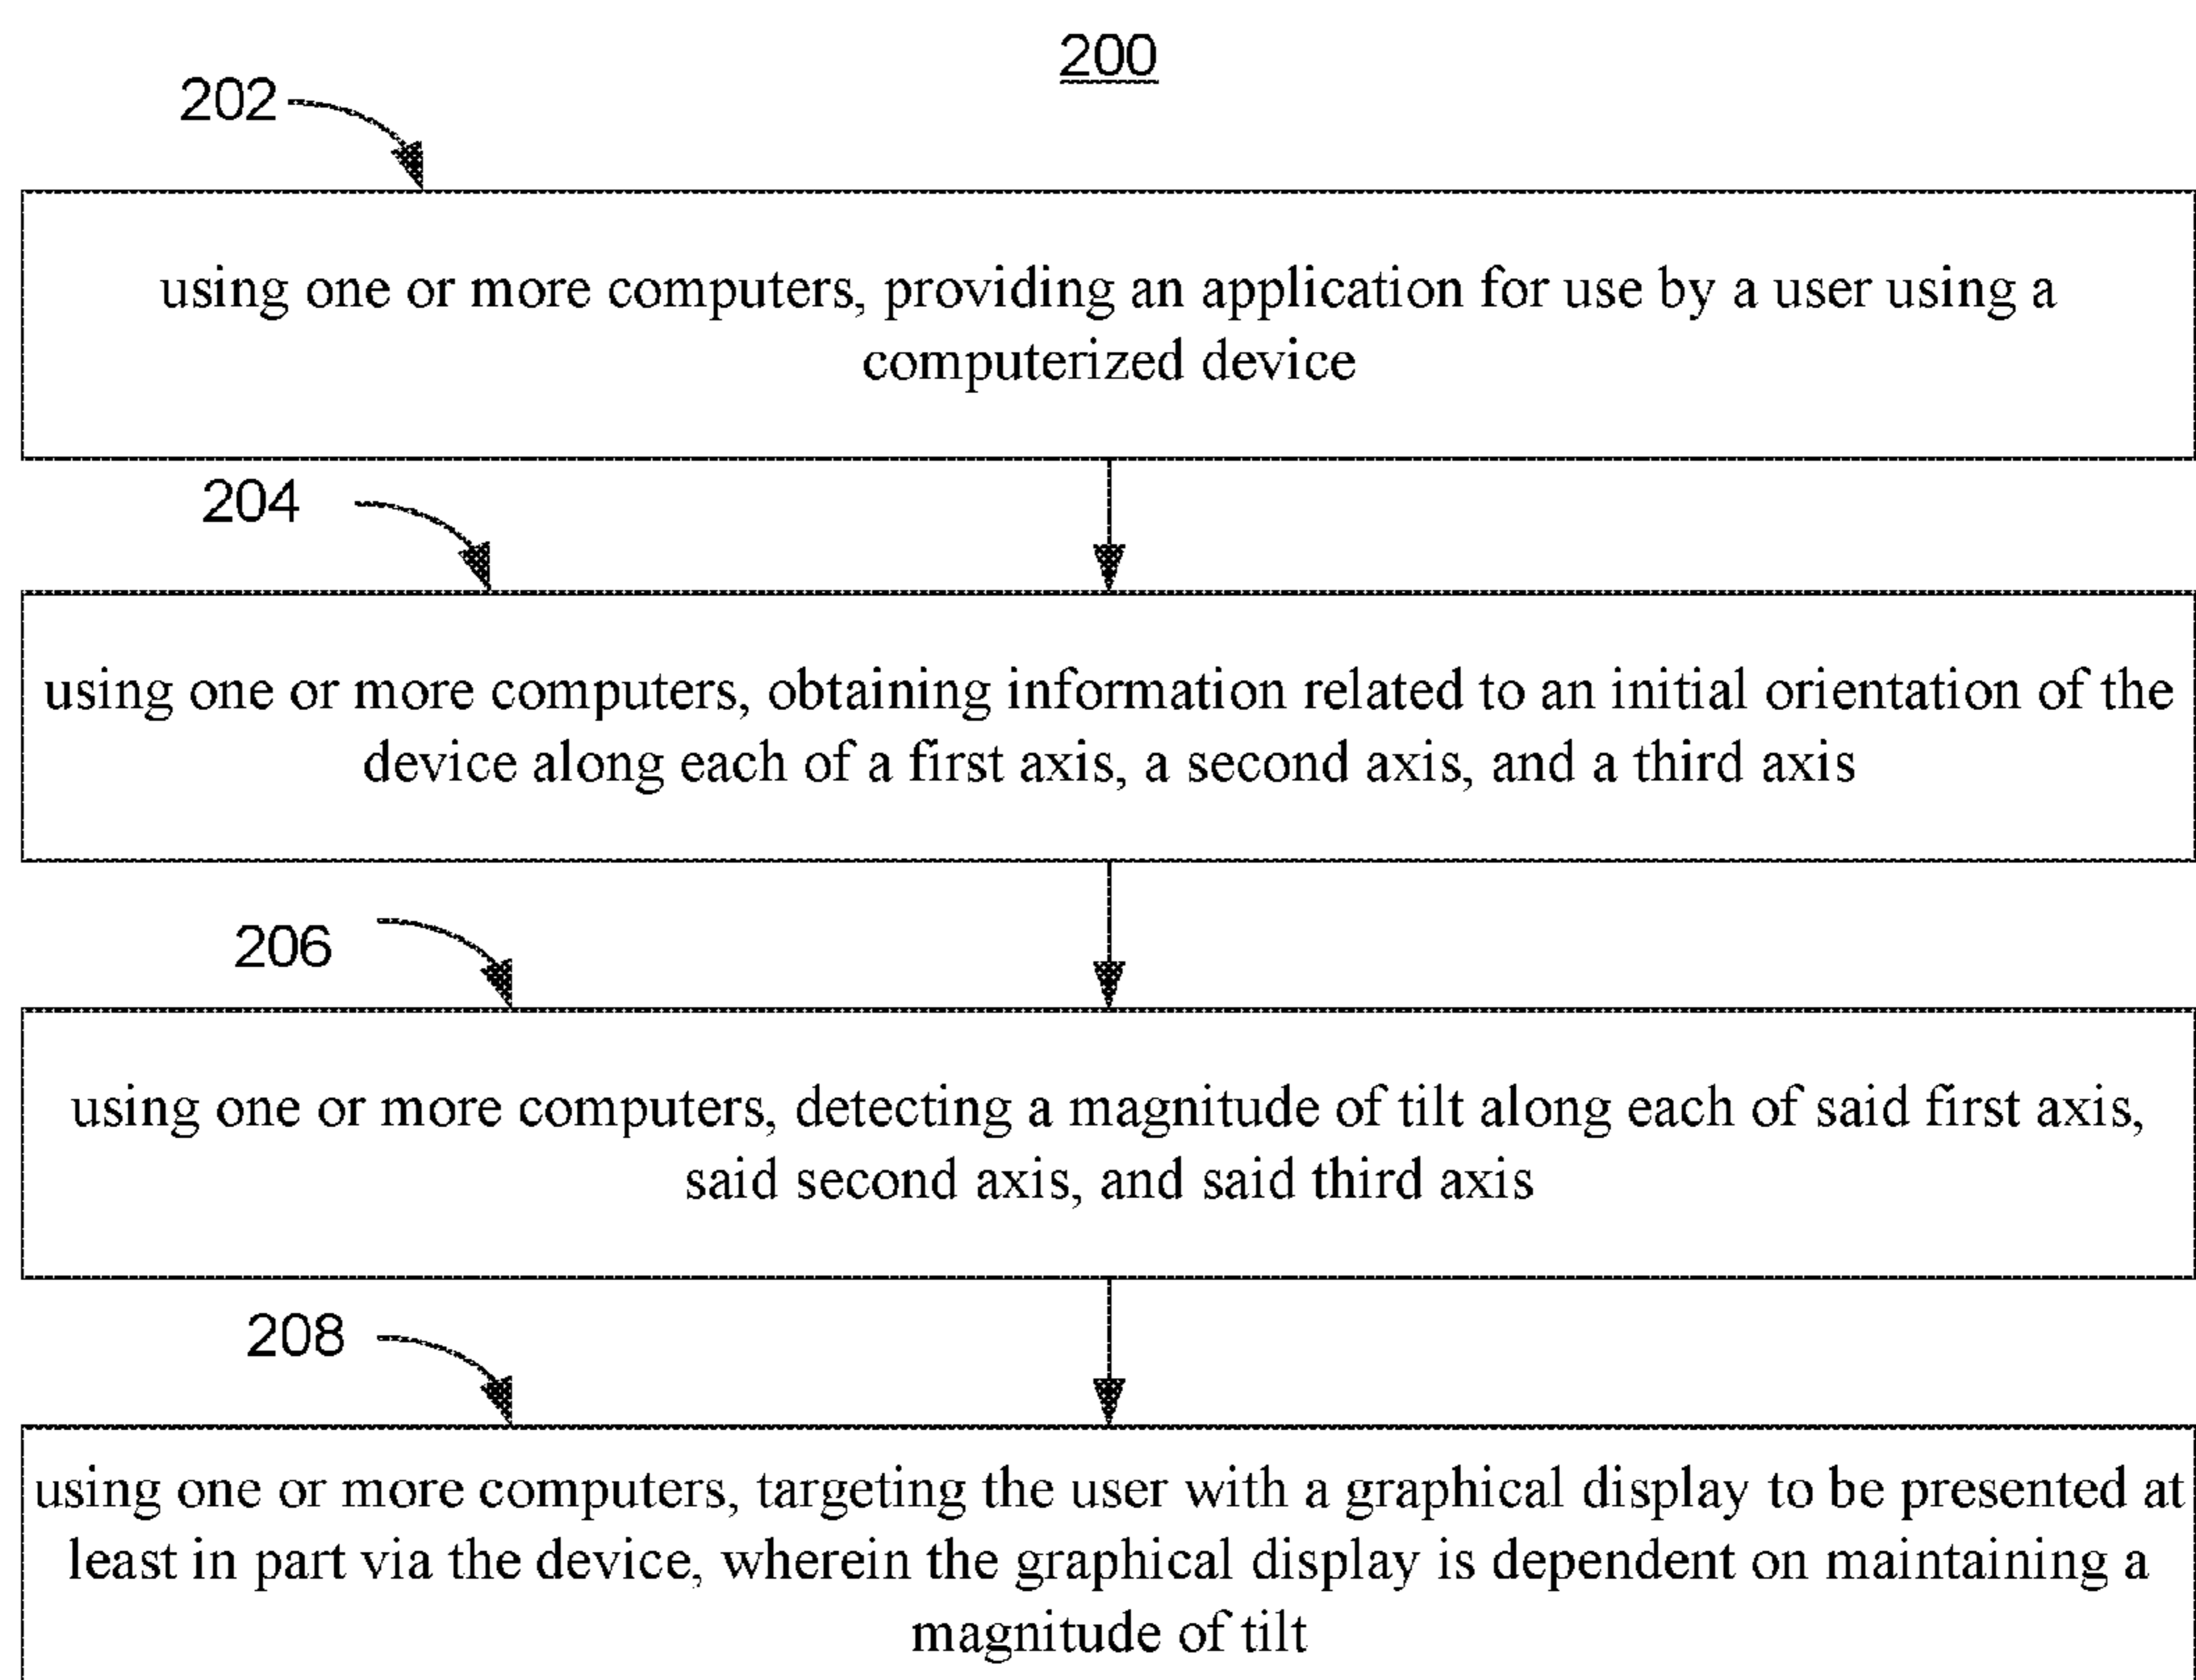 200
202
using one or more computers, providing an application for use by a user using a
computerized device
204
using one or more computers, obtaining information related to an initial orientation of the
device along each of a first axis, a second axis, and a third axis
206
using one or more computers, detecting a magnitude of tilt along each of said first axis,
said second axis, and said third axis
208
using one or more computers, targeting the user with a graphical display to be presented at
least in part via the device, wherein the graphical display is dependent on maintaining a
magnitude of tilt